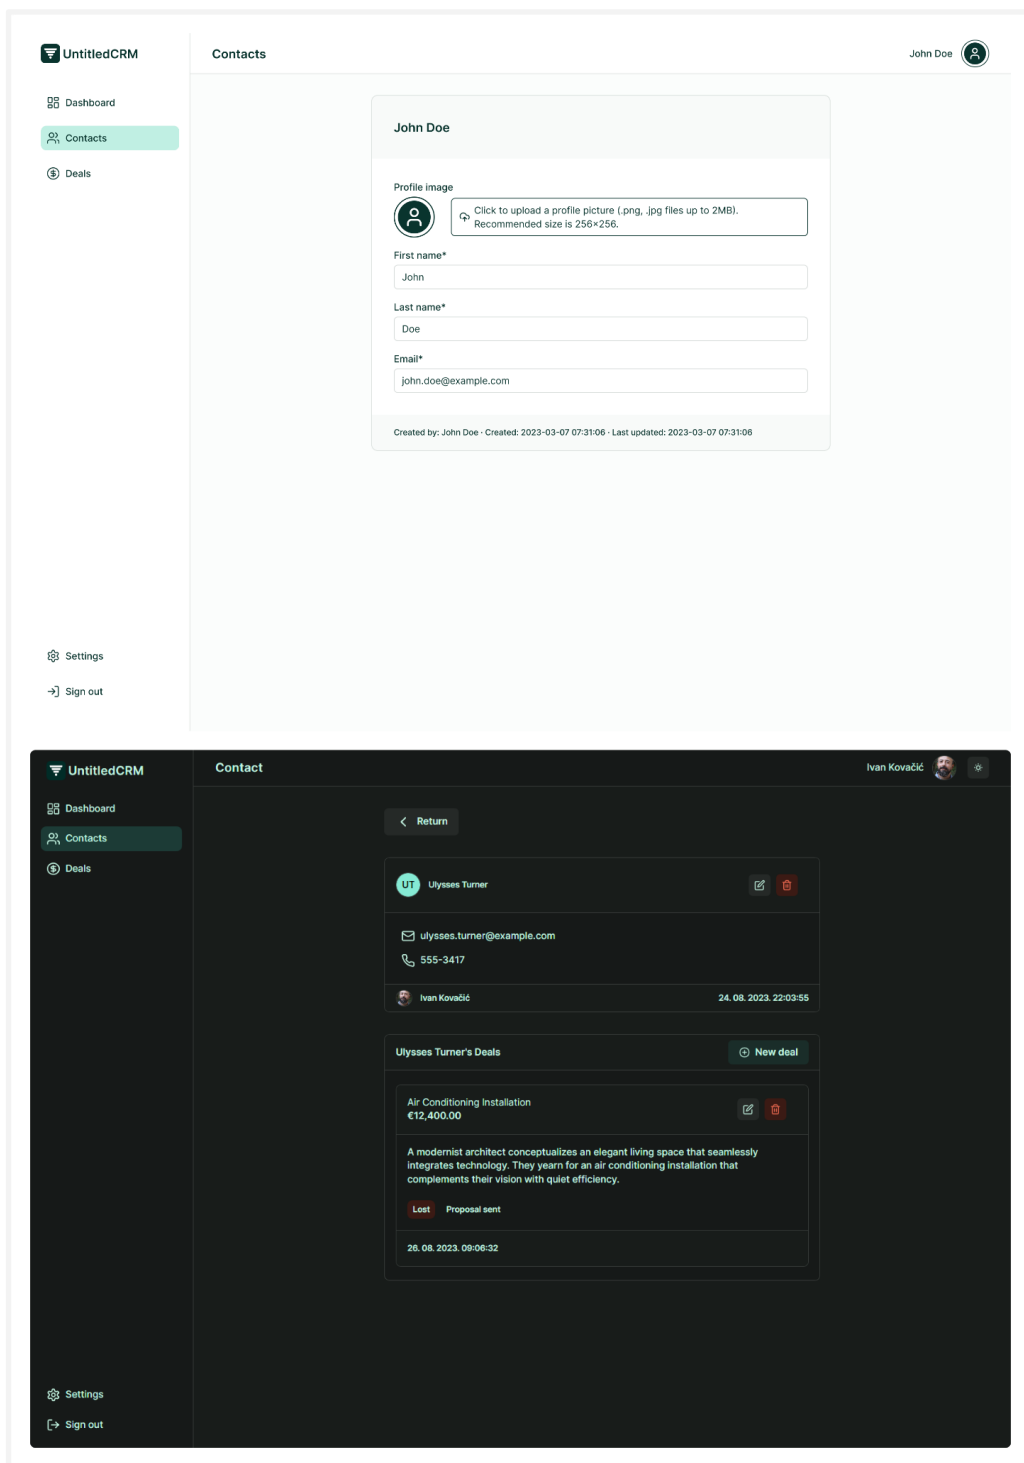 UntitledCRM
Contacts
John Doe
Dashboard
Contacts
Deals
John Doe
Profile image
Click to upload a profile picture (.png, .jpg files up to 2MB).
Recommended size is 256×256.
First name*
John
Last name*
Doe
Email*
john.doe@example.com
Created by: John Doe · Created: 2023-03-07 07:31:06 · Last updated: 2023-03-07 07:31:06
Settings
Sign out
UntitledCRM
Contact
Ivan Kovačić
Dashboard
Contacts
Deals
Return
UT Ulysses Turner
ulysses.turner@example.com
555-3417
Ivan Kovačić 24. 08. 2023. 22:03:55
Ulysses Turner's Deals
New deal
Air Conditioning Installation
€12,400.00
A modernist architect conceptualizes an elegant living space that seamlessly
integrates technology. They yearn for an air conditioning installation that
complements their vision with quiet efficiency.
Lost Proposal sent
26. 08. 2023. 09:06:32
Settings
Sign out